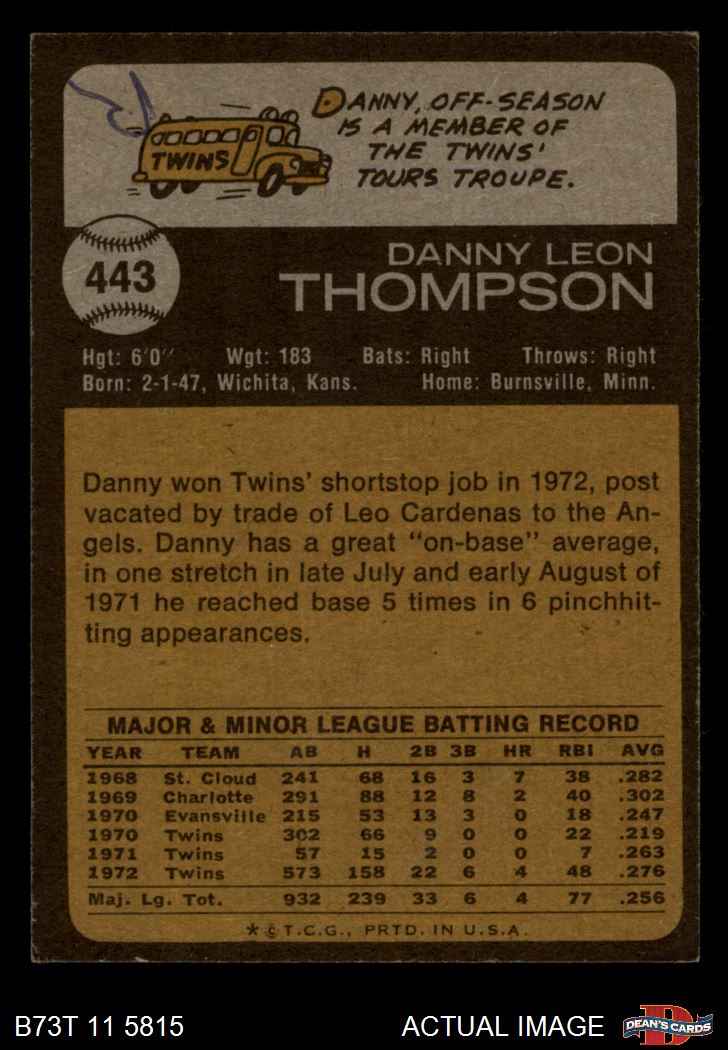 DANNY, OFF-SEASON
IS A MEMBER OF
THE TWINS'
TOURS TROUPE.
TWINS
443
DANNY LEON
THOMPSON
Hgt: 6'0" Wgt: 183 Bats: Right Throws: Right
Born: 2-1-47, Wichita, Kans. Home: Burnsville, Minn.
Danny won Twins' shortstop job in 1972, post
vacated by trade of Leo Cardenas to the An-
gels. Danny has a great "on-base" average,
in one stretch in late July and early August of
1971 he reached base 5 times in 6 pinchhit-
ting appearances.
MAJOR & MINOR LEAGUE BATTING RECORD
YEAR TEAM AB H 2B 3B HR RBI AVG
1968 St. Cloud 241 68 16 3 7 38 .282
1969 Charlotte 291 88 12 8 2 40 .302
1970 Evansville 215 53 13 3 0 18 .247
1970 Twins 302 66 9 0 0 22 .219
1971 Twins 57 15 2 0 0 7 .263
1972 Twins 573 158 22 6 4 48 .276
Maj. Lg. Tot. 932 239 33 6 4 77 .256
* © T.C.G., PRTD. IN U.S.A.
B73T 11 5815 ACTUAL IMAGE
D
DEAN'S CARDS